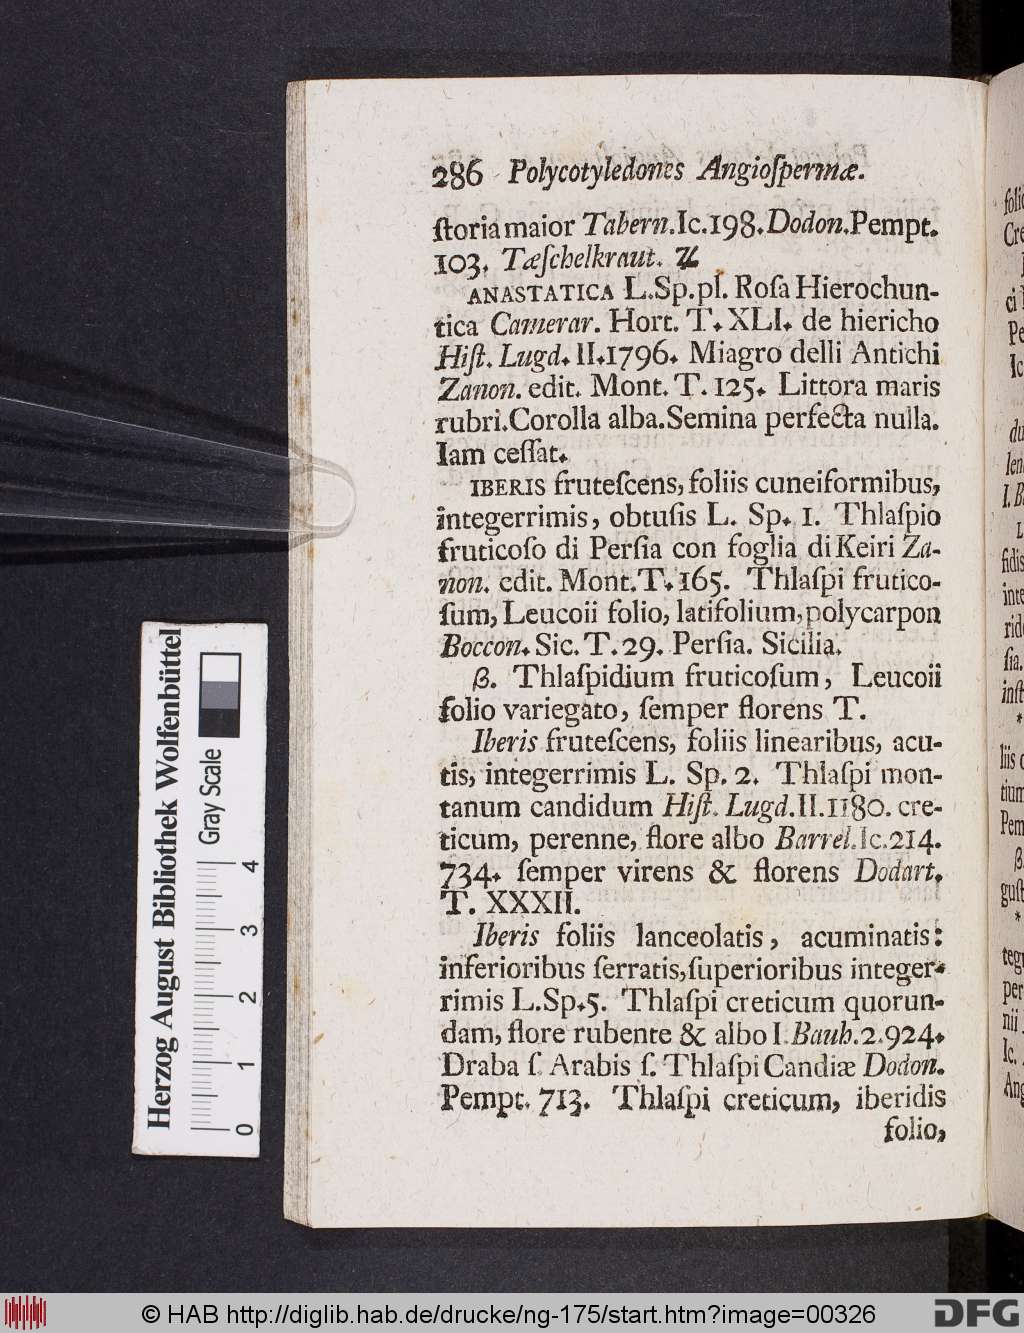 286 Polycotyledones Angioſpermæ.
ſtoria maior Tabern. Ic. 198. Dodon. Pempt.
103. Tæſchelkraut. ♃
ANASTATICA L. Sp. pl. Roſa Hierochun-
tica Camerar. Hort. T. XLI. de hiericho
Hiſt. Lugd. II. 1796. Miagro delli Antichi
Zanon. edit. Mont. T. 125. Littora maris
rubri. Corolla alba. Semina perfecta nulla.
Iam ceſſat.
IBERIS fruteſcens, foliis cuneiformibus,
integerrimis, obtuſis L. Sp. 1. Thlaſpio
fruticoſo di Perſia con foglia di Keiri Za-
non. edit. Mont. T. 165. Thlaſpi frutico-
ſum, Leucoii folio, latifolium, polycarpon
Boccon. Sic. T. 29. Perſia. Sicilia.
β. Thlaſpidium fruticoſum, Leucoii
folio variegato, ſemper florens T.
Iberis fruteſcens, foliis linearibus, acu-
tis, integerrimis L. Sp. 2. Thlaſpi mon-
tanum candidum Hiſt. Lugd. II. 1180. cre-
ticum, perenne, flore albo Barrel. Ic. 214.
734. ſemper virens & florens Dodart.
T. XXXII.
Iberis foliis lanceolatis, acuminatis:
inferioribus ſerratis, ſuperioribus integer-
rimis L. Sp. 5. Thlaſpi creticum quorun-
dam, flore rubente & albo I. Bauh. 2. 924.
Draba ſ. Arabis ſ. Thlaſpi Candiæ Dodon.
Pempt. 713. Thlaſpi creticum, iberidis
folio,
Herzog August Bibliothek Wolfenbüttel
Gray Scale
0 1 2 3 4
© HAB http://diglib.hab.de/drucke/ng-175/start.htm?image=00326
DFG